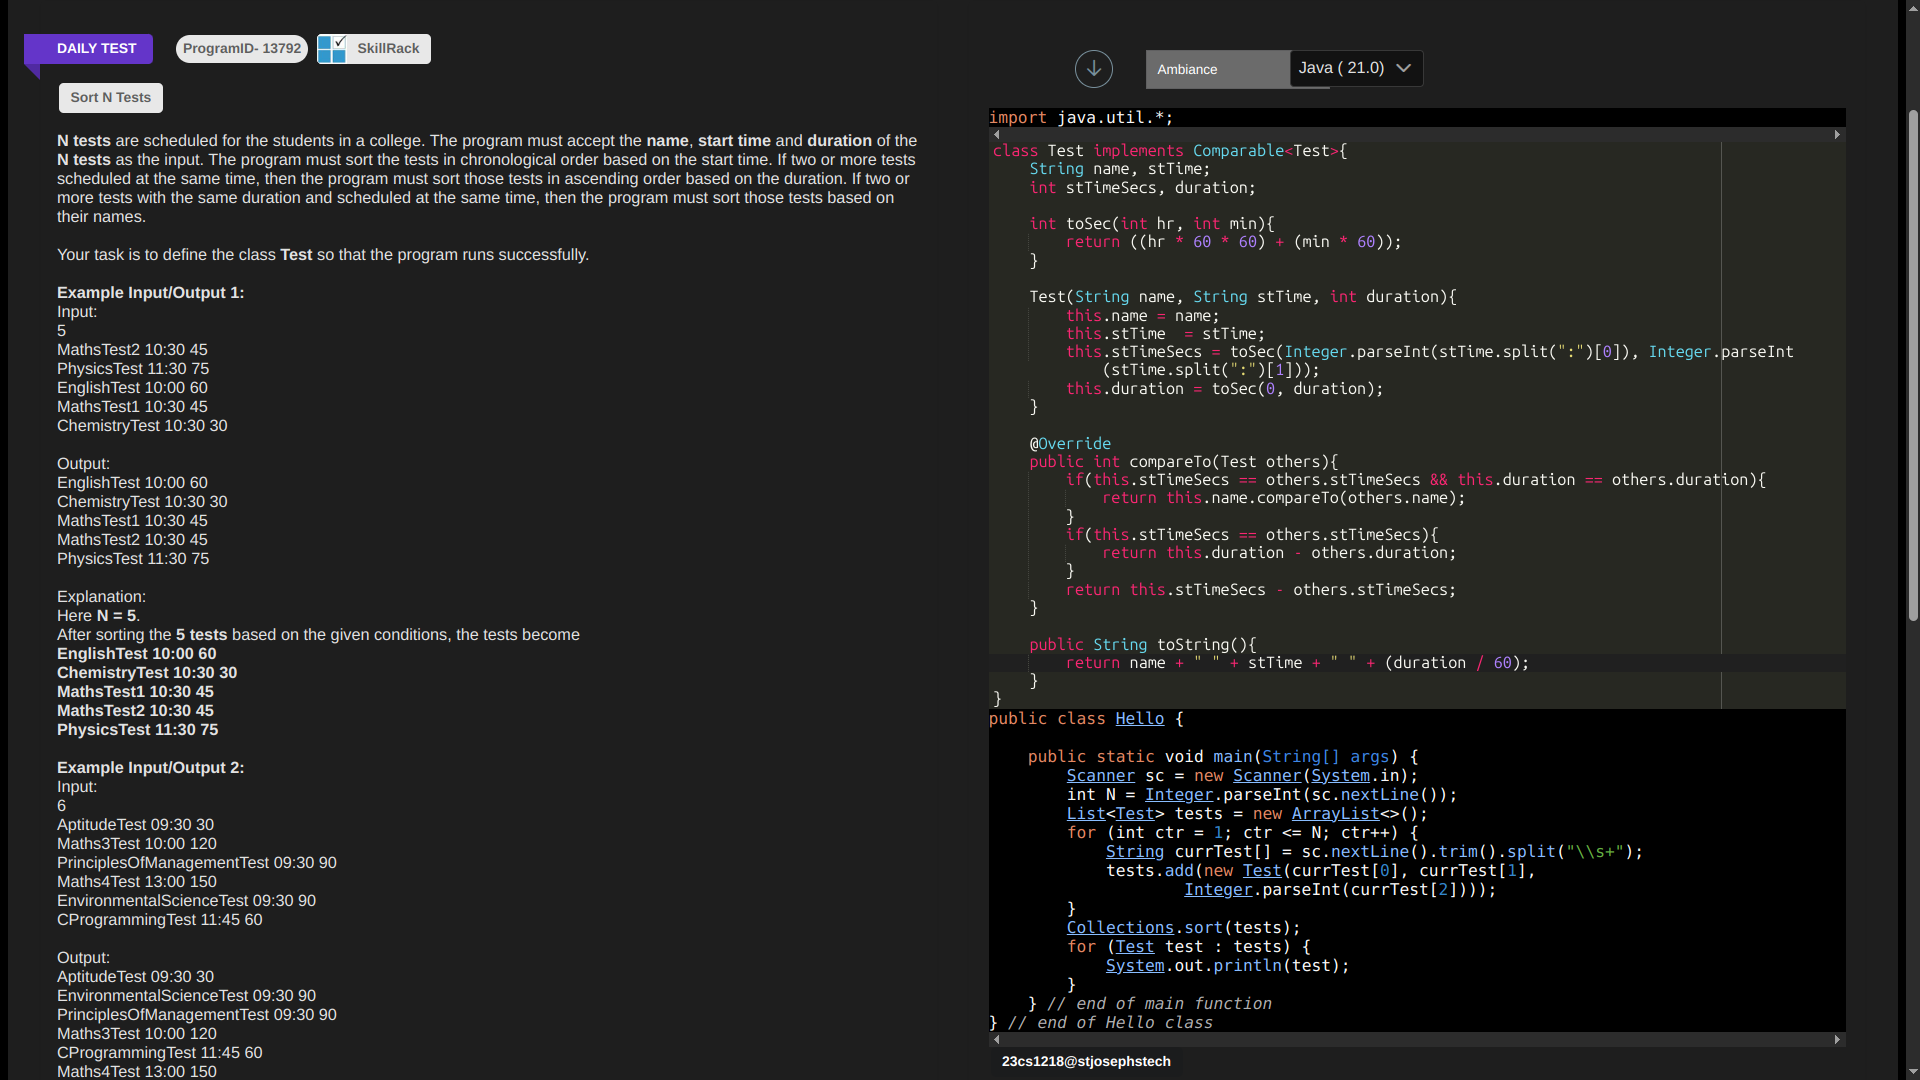 DAILY TEST
ProgramID- 13792
SkillRack
Sort N Tests
N tests are scheduled for the students in a college. The program must accept the name, start time and duration of the
N tests as the input. The program must sort the tests in chronological order based on the start time. If two or more tests
scheduled at the same time, then the program must sort those tests in ascending order based on the duration. If two or
more tests with the same duration and scheduled at the same time, then the program must sort those tests based on
their names.
Your task is to define the class Test so that the program runs successfully.
Example Input/Output 1:
Input:
5
MathsTest2 10:30 45
PhysicsTest 11:30 75
EnglishTest 10:00 60
MathsTest1 10:30 45
ChemistryTest 10:30 30
Output:
EnglishTest 10:00 60
ChemistryTest 10:30 30
MathsTest1 10:30 45
MathsTest2 10:30 45
PhysicsTest 11:30 75
Explanation:
Here N = 5.
After sorting the 5 tests based on the given conditions, the tests become
EnglishTest 10:00 60
ChemistryTest 10:30 30
MathsTest1 10:30 45
MathsTest2 10:30 45
PhysicsTest 11:30 75
Example Input/Output 2:
Input:
6
AptitudeTest 09:30 30
Maths3Test 10:00 120
PrinciplesOfManagementTest 09:30 90
Maths4Test 13:00 150
EnvironmentalScienceTest 09:30 90
CProgrammingTest 11:45 60
Output:
AptitudeTest 09:30 30
EnvironmentalScienceTest 09:30 90
PrinciplesOfManagementTest 09:30 90
Maths3Test 10:00 120
CProgrammingTest 11:45 60
Maths4Test 13:00 150
Ambiance
Java ( 21.0)
import java.util.*;
class Test implements Comparable<Test>{
    String name, stTime;
    int stTimeSecs, duration;
    int toSec(int hr, int min){
        return ((hr * 60 * 60) + (min * 60));
    }
    Test(String name, String stTime, int duration){
        this.name = name;
        this.stTime  = stTime;
        this.stTimeSecs = toSec(Integer.parseInt(stTime.split(":")[0]), Integer.parseInt
            (stTime.split(":")[1]));
        this.duration = toSec(0, duration);
    }
    @Override
    public int compareTo(Test others){
        if(this.stTimeSecs == others.stTimeSecs && this.duration == others.duration){
            return this.name.compareTo(others.name);
        }
        if(this.stTimeSecs == others.stTimeSecs){
            return this.duration - others.duration;
        }
        return this.stTimeSecs - others.stTimeSecs;
    }
    public String toString(){
        return name + " " + stTime + " " + (duration / 60);
    }
}
public class Hello {
    public static void main(String[] args) {
        Scanner sc = new Scanner(System.in);
        int N = Integer.parseInt(sc.nextLine());
        List<Test> tests = new ArrayList<>();
        for (int ctr = 1; ctr <= N; ctr++) {
            String currTest[] = sc.nextLine().trim().split("\\s+");
            tests.add(new Test(currTest[0], currTest[1],
                    Integer.parseInt(currTest[2])));
        }
        Collections.sort(tests);
        for (Test test : tests) {
            System.out.println(test);
        }
    } // end of main function
} // end of Hello class
23cs1218@stjosephstech